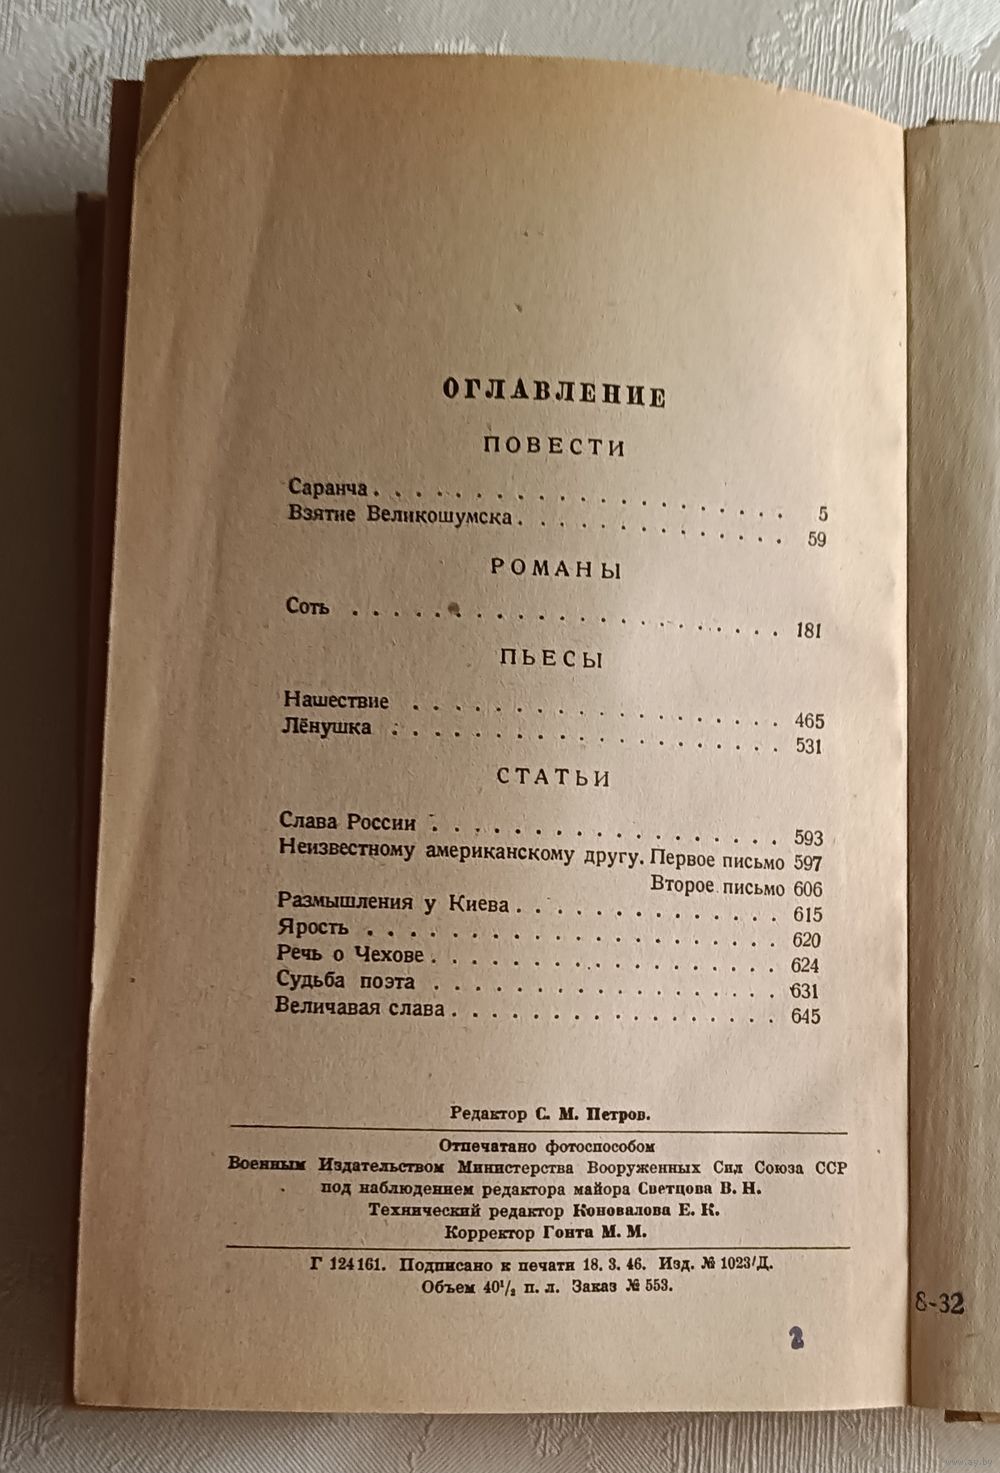 ОГЛАВЛЕНИЕ
ПОВЕСТИ
Саранча . . . . . . . . . . . . . . . . . . . . 5
Взятие Великошумска . . . . . . . . . . . . . 59
РОМАНЫ
Соть . . . . . . . . . . . . . . . . . . . . . 181
ПЬЕСЫ
Нашествие . . . . . . . . . . . . . . . . . . 465
Лёнушка . . . . . . . . . . . . . . . . . . . 531
СТАТЬИ
Слава России . . . . . . . . . . . . . . . . . 593
Неизвестному американскому другу. Первое письмо 597
Второе письмо 606
Размышления у Киева . . . . . . . . . . . . . 615
Ярость . . . . . . . . . . . . . . . . . . . . 620
Речь о Чехове . . . . . . . . . . . . . . . . 624
Судьба поэта . . . . . . . . . . . . . . . . . 631
Величавая слава . . . . . . . . . . . . . . . 645
Редактор С. М. Петров.
Отпечатано фотоспособом
Военным Издательством Министерства Вооруженных Сил Союза ССР
под наблюдением редактора майора Светцова В. Н.
Технический редактор Коновалова Е. К.
Корректор Гонта М. М.
Г 124161. Подписано к печати 18. 3. 46. Изд. № 1023/Д.
Объем 40¹/₂ п. л. Заказ № 553.
8-32
2
www.ay.by